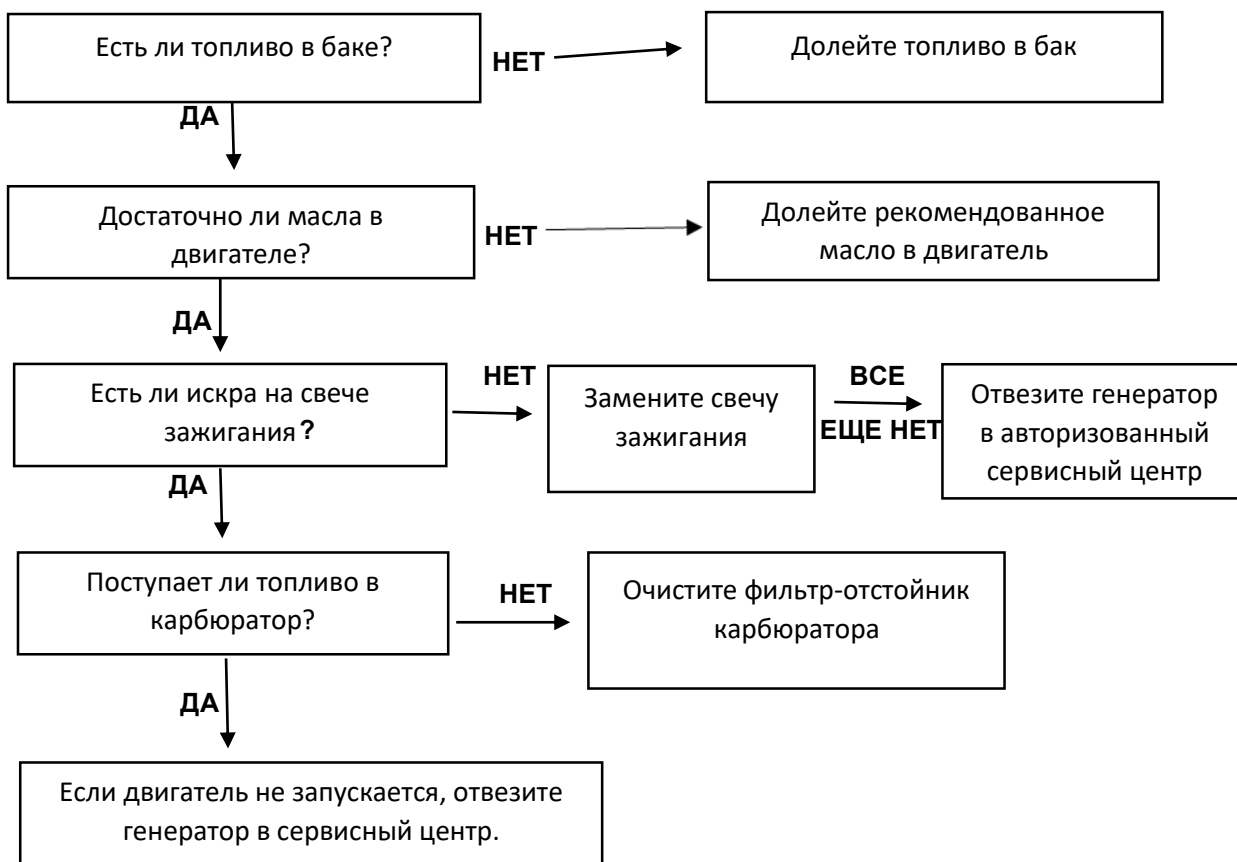 Есть ли топливо в баке?
НЕТ
Долейте топливо в бак
ДА
Достаточно ли масла в
двигателе?
НЕТ
Долейте рекомендованное
масло в двигатель
ДА
Есть ли искра на свече
зажигания?
НЕТ
Замените свечу
зажигания
ВСЕ
ЕЩЕ НЕТ
Отвезите генератор
в авторизованный
сервисный центр
ДА
Поступает ли топливо в
карбюратор?
НЕТ
Очистите фильтр-отстойник
карбюратора
ДА
Если двигатель не запускается, отвезите
генератор в сервисный центр.